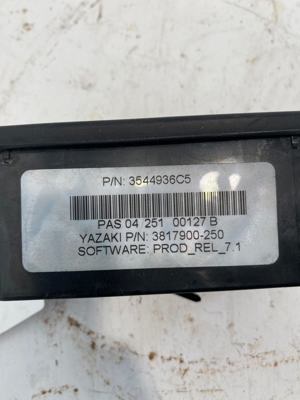 P/N: 3544936C5
PAS 04 251 00127 B
YAZAKI P/N: 3817900-250
SOFTWARE: PROD_REL_7.1